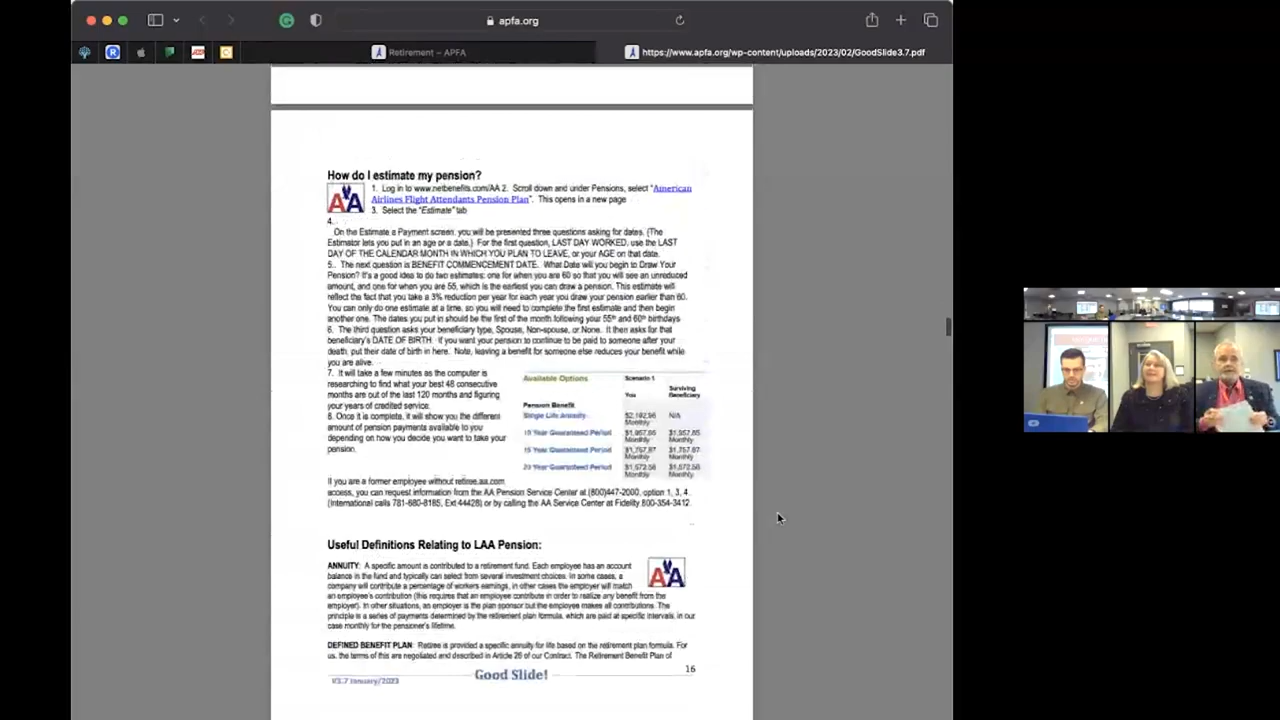 apfa.org
Retirement – APFA
https://www.apfa.org/wp-content/uploads/2023/02/GoodSlide3.7.pdf
How do I estimate my pension?
1. Log in to www.netbenefits.com/AA 2. Scroll down and under Pensions, select "American
Airlines Flight Attendants Pension Plan". This opens in a new page
3. Select the "Estimate" tab
4.
On the Estimate a Payment screen, you will be presented three questions asking for dates. (The
Estimator lets you put in an age or a date.) For the first question, LAST DAY WORKED, use the LAST
DAY OF THE CALENDAR MONTH IN WHICH YOU PLAN TO LEAVE, or your AGE on that date.
5. The next question is BENEFIT COMMENCEMENT DATE. What Date will you begin to Draw Your
Pension? It's a good idea to do two estimates: one for when you are 60 so that you will see an unreduced
amount, and one for when you are 55, which is the earliest you can draw a pension. This estimate will
reflect the fact that you take a 3% reduction per year for each year you draw your pension earlier than 60.
You can only do one estimate at a time, so you will need to complete the first estimate and then begin
another one. The dates you put in should be the first of the month following your 55th and 60th birthdays
6. The third question asks your beneficiary type, Spouse, Non-spouse, or None. It then asks for that
beneficiary's DATE OF BIRTH. If you want your pension to continue to be paid to someone after your
death, put their date of birth in here. Note, leaving a benefit for someone else reduces your benefit while
you are alive.
7. It will take a few minutes as the computer is
researching to find what your best 48 consecutive
months are out of the last 120 months and figuring
your years of credited service.
8. Once it is complete, it will show you the different
amount of pension payments available to you
depending on how you decide you want to take your
pension.
Available Options Scenario 1
You Surviving Beneficiary
Pension Benefit
Single Life Annuity Monthly N/A
10 Year Guaranteed Period Monthly Monthly
15 Year Guaranteed Period Monthly Monthly
20 Year Guaranteed Period Monthly Monthly
If you are a former employee without retiree.aa.com
access, you can request information from the AA Pension Service Center at (800)447-2000, option 1, 3, 4.
(International calls 781-680-8185, Ext 44428) or by calling the AA Service Center at Fidelity 800-354-3412.
Useful Definitions Relating to LAA Pension:
ANNUITY: A specific amount is contributed to a retirement fund. Each employee has an account
balance in the fund and typically can select from several investment choices. In some cases, a
company will contribute a percentage of workers earnings, in other cases the employer will match
an employee's contribution (this requires that an employee contribute in order to realize any benefit from the
employer). In other situations, an employer is the plan sponsor but the employee makes all contributions. The
principle is a series of payments determined by the retirement plan formula, which are paid at specific intervals, in our
case monthly for the pensioner's lifetime.
DEFINED BENEFIT PLAN: Retiree is provided a specific annuity for life based on the retirement plan formula. For
us, the terms of this are negotiated and described in Article 26 of our Contract. The Retirement Benefit Plan of
16
Good Slide!
V3.7 January/2023